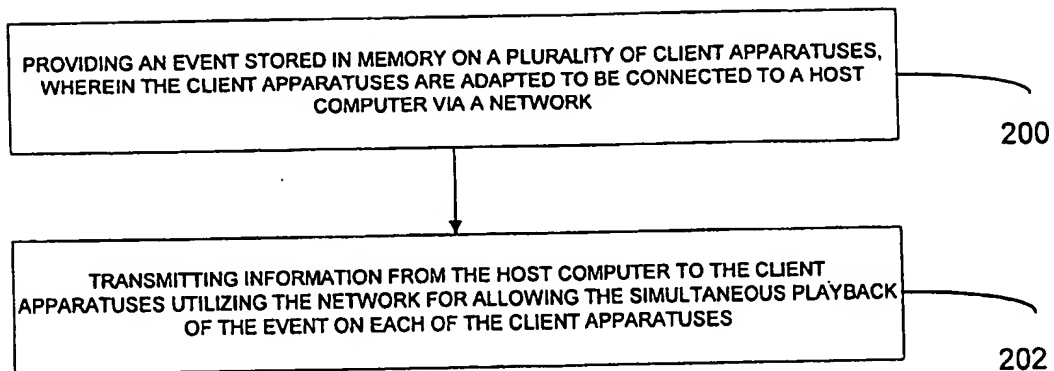 PROVIDING AN EVENT STORED IN MEMORY ON A PLURALITY OF CLIENT APPARATUSES,
WHEREIN THE CLIENT APPARATUSES ARE ADAPTED TO BE CONNECTED TO A HOST
COMPUTER VIA A NETWORK
200
TRANSMITTING INFORMATION FROM THE HOST COMPUTER TO THE CLIENT
APPARATUSES UTILIZING THE NETWORK FOR ALLOWING THE SIMULTANEOUS PLAYBACK
OF THE EVENT ON EACH OF THE CLIENT APPARATUSES
202